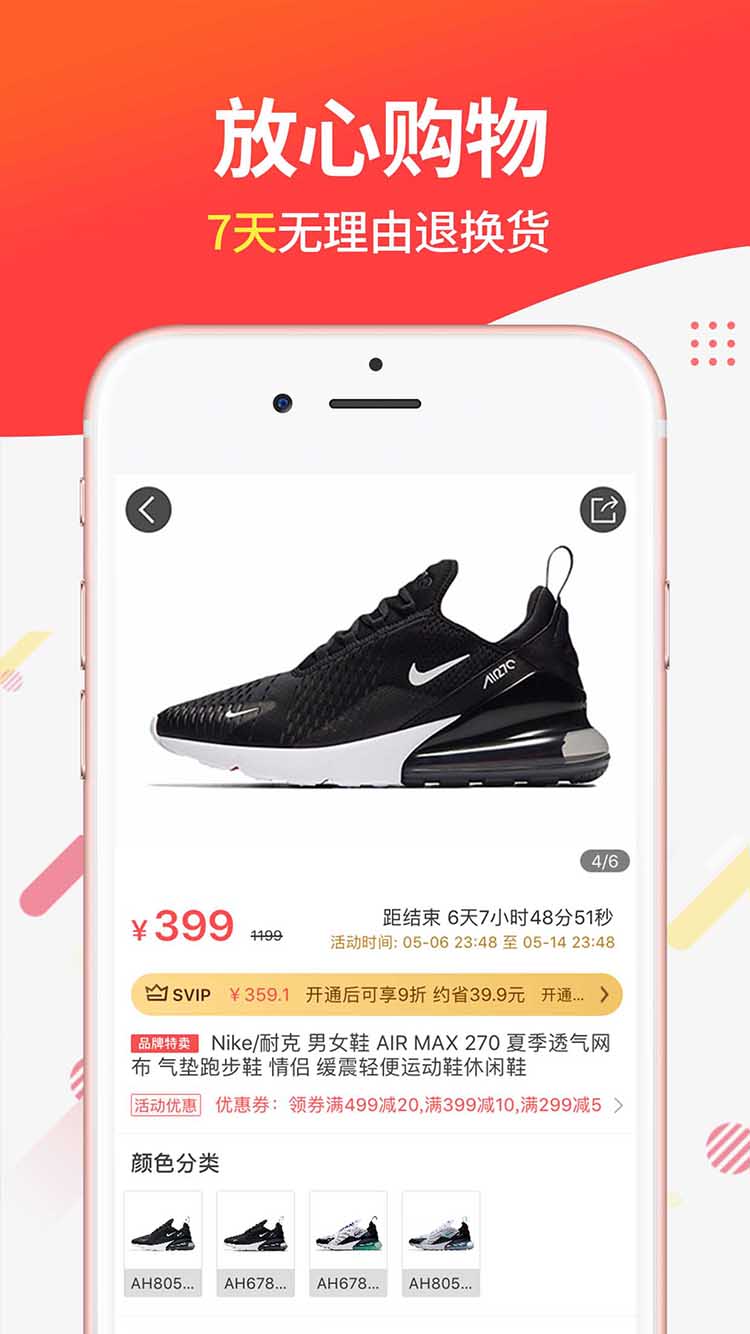 放心购物
7天无理由退换货
AIR270
4/6
¥399 1199
距结束 6天7小时48分51秒
活动时间: 05-06 23:48 至 05-14 23:48
SVIP ¥359.1 开通后可享9折 约省39.9元 开通...
品牌特卖 Nike/耐克 男女鞋 AIR MAX 270 夏季透气网
布 气垫跑步鞋 情侣 缓震轻便运动鞋休闲鞋
活动优惠 优惠券: 领券满499减20,满399减10,满299减5
颜色分类
AH805... AH678... AH678... AH805...